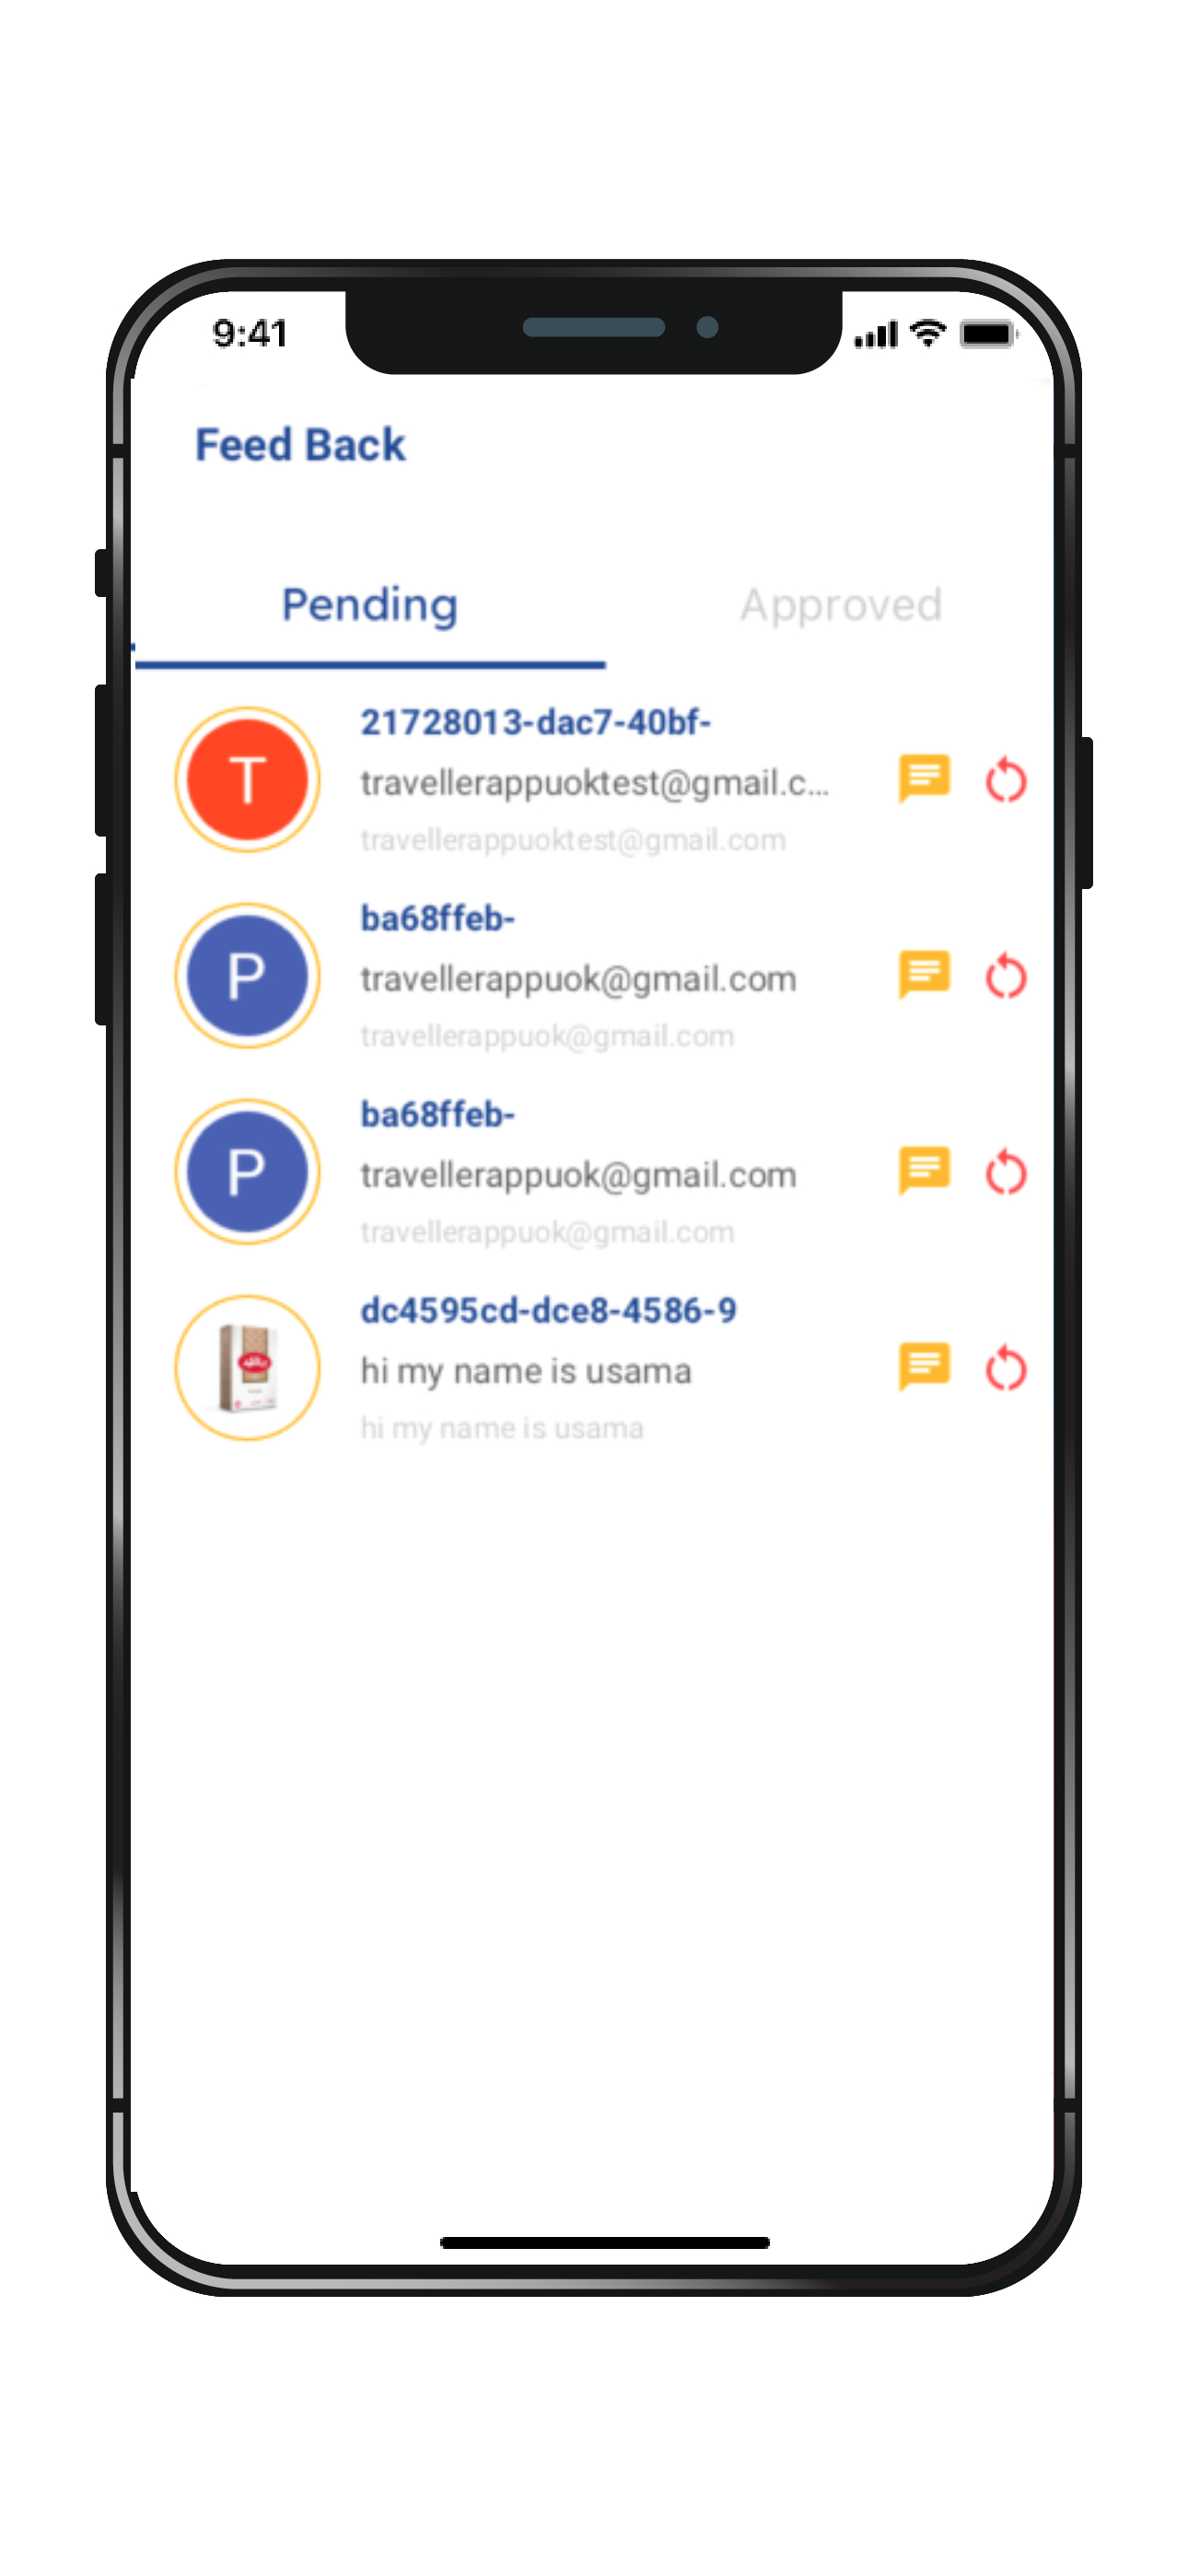 9:41
Feed Back
Pending
Approved
T
21728013-dac7-40bf-
travellerappuoktest@gmail.c...
travellerappuoktest@gmail.com
P
ba68ffeb-
travellerappuok@gmail.com
travellerappuok@gmail.com
P
ba68ffeb-
travellerappuok@gmail.com
travellerappuok@gmail.com
dc4595cd-dce8-4586-9
hi my name is usama
hi my name is usama